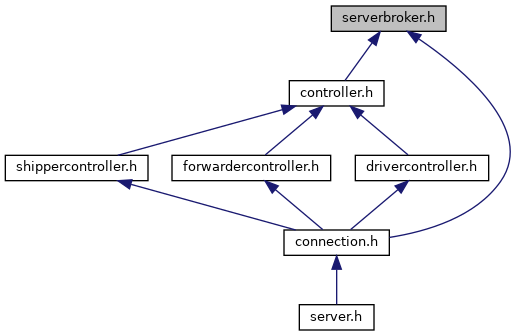 serverbroker.h
controller.h
shippercontroller.h
forwardercontroller.h
drivercontroller.h
connection.h
server.h